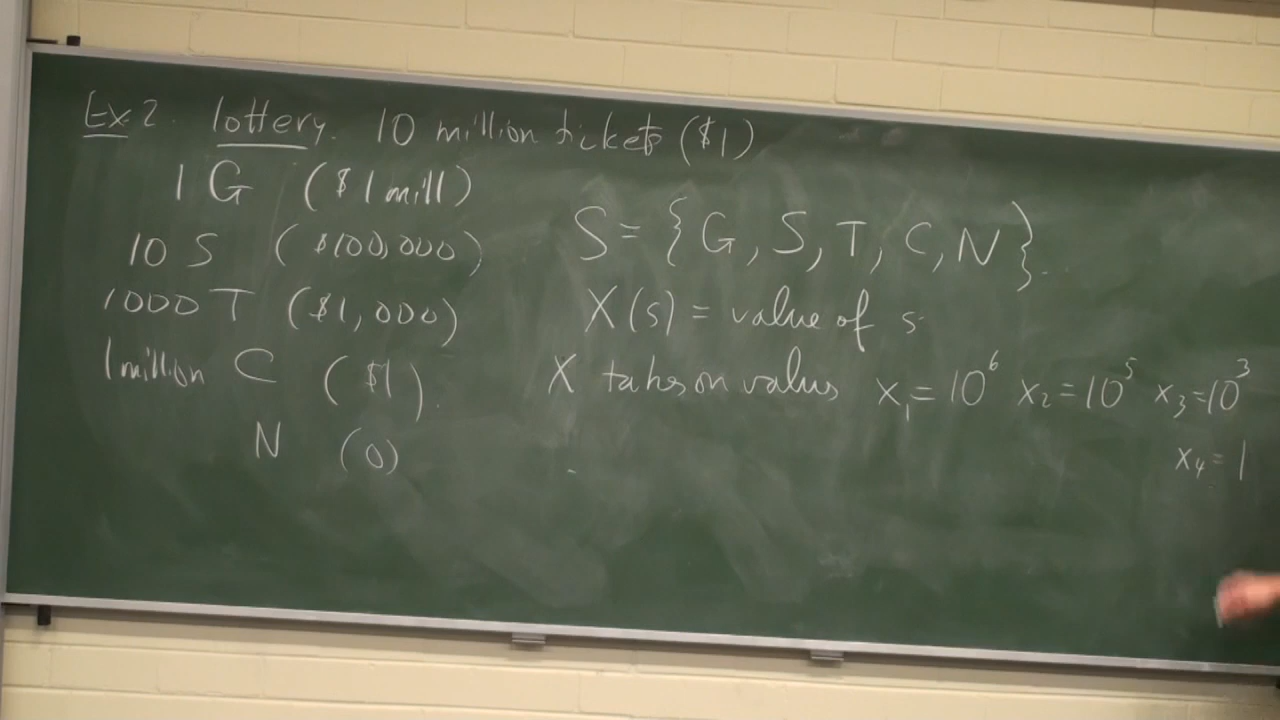 Ex 2. lottery. 10 million tickets ($1)
1 G ($1 mill)
10 S ($100,000)
1000 T ($1,000)
1 million C ($1).
N (0)
S = {G, S, T, C, N}
X(s) = value of s
X takes on values x₁ = 10⁶ x₂ = 10⁵ x₃ = 10³
x₄ = 1